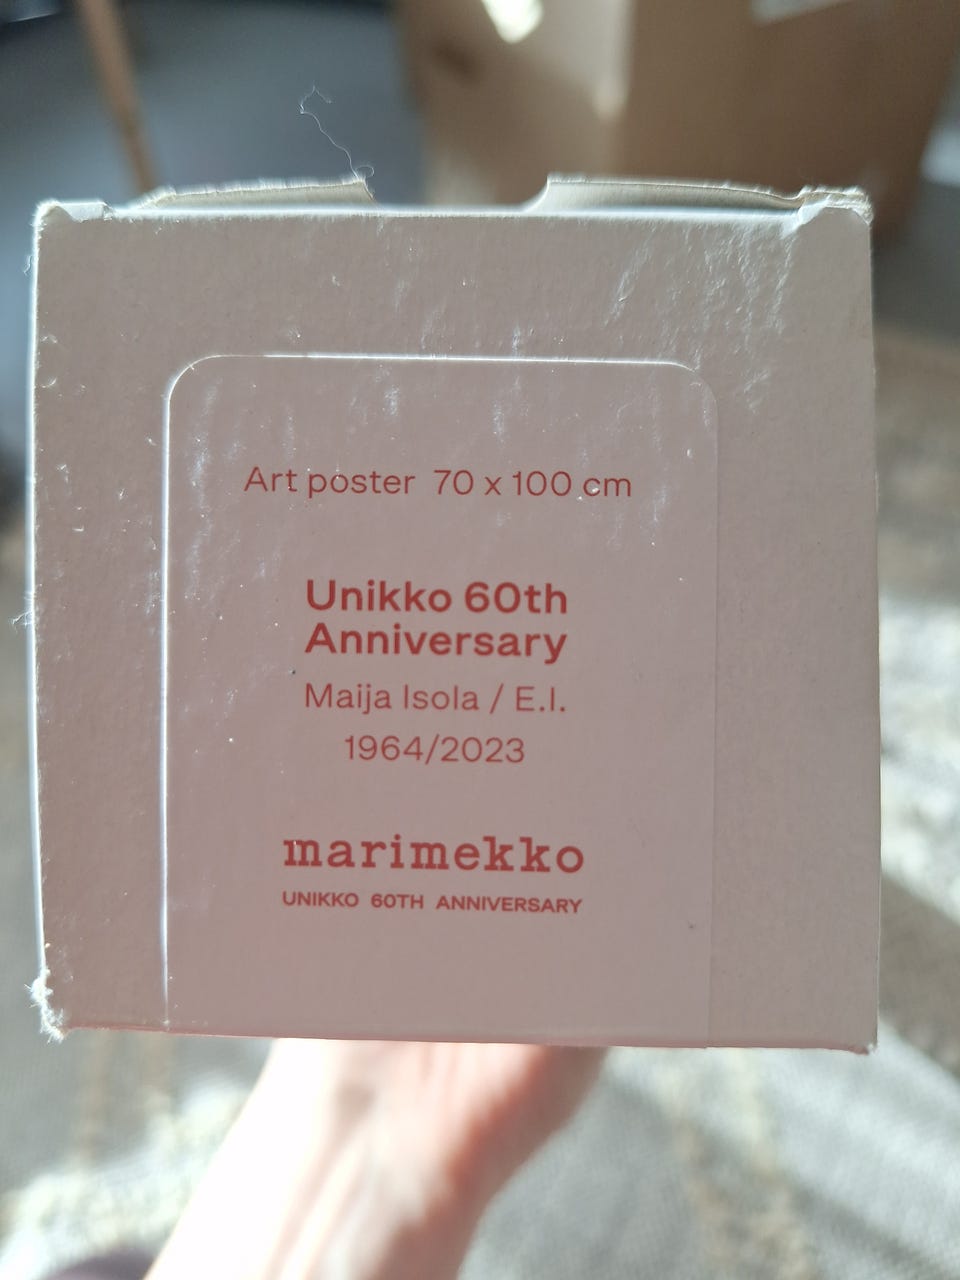 Art poster 70 x 100 cm
Unikko 60th
Anniversary
Maija Isola / E.I.
1964/2023
marimekko
UNIKKO 60TH ANNIVERSARY